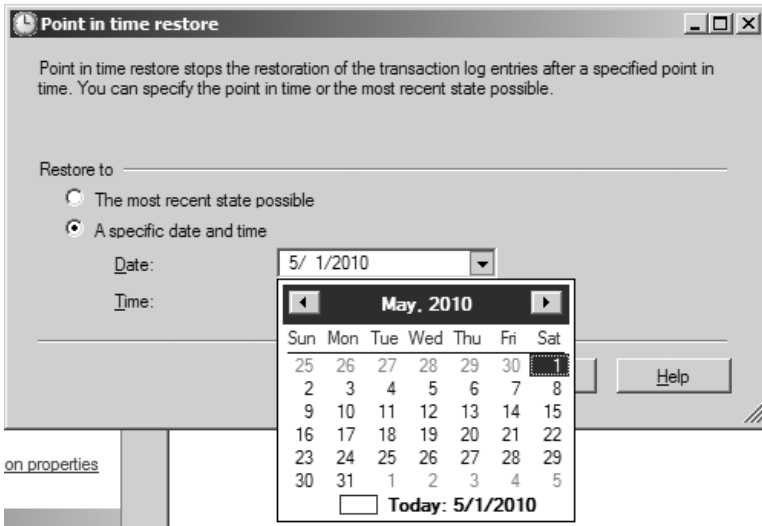 Point in time restore
Point in time restore stops the restoration of the transaction log entries after a specified point in
time. You can specify the point in time or the most recent state possible.
Restore to
The most recent state possible
A specific date and time
Date:
5/ 1/2010
Time:
May, 2010
Sun Mon Tue Wed Thu Fri Sat
25 26 27 28 29 30 1
2 3 4 5 6 7 8
9 10 11 12 13 14 15
16 17 18 19 20 21 22
23 24 25 26 27 28 29
30 31 1 2 3 4 5
Today: 5/1/2010
Help
on properties